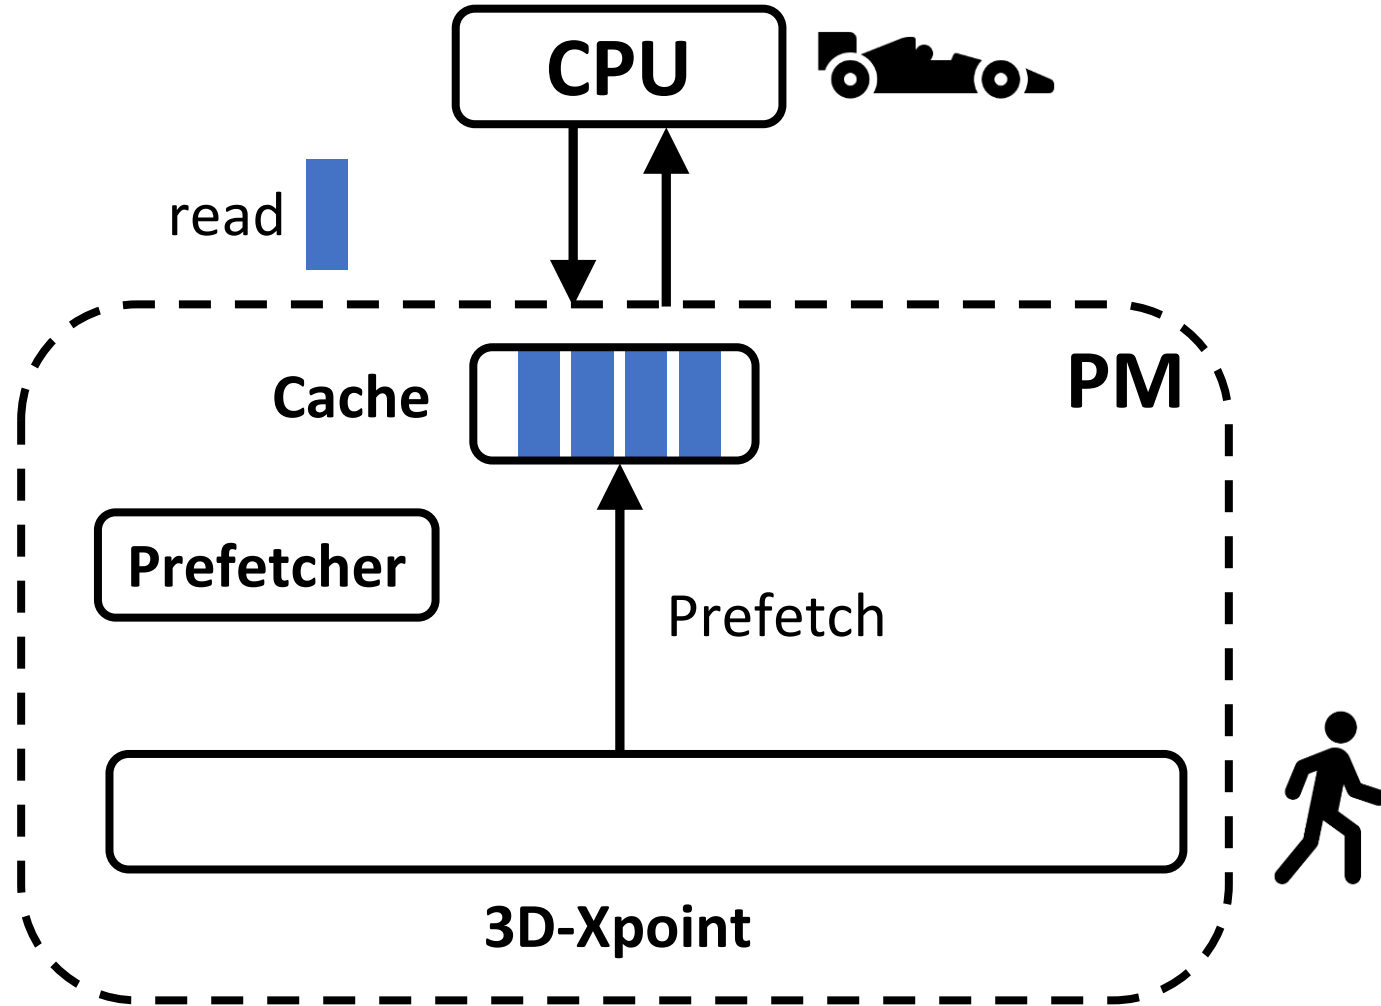 CPU
read
PM
Cache
Prefetcher
Prefetch
3D-Xpoint